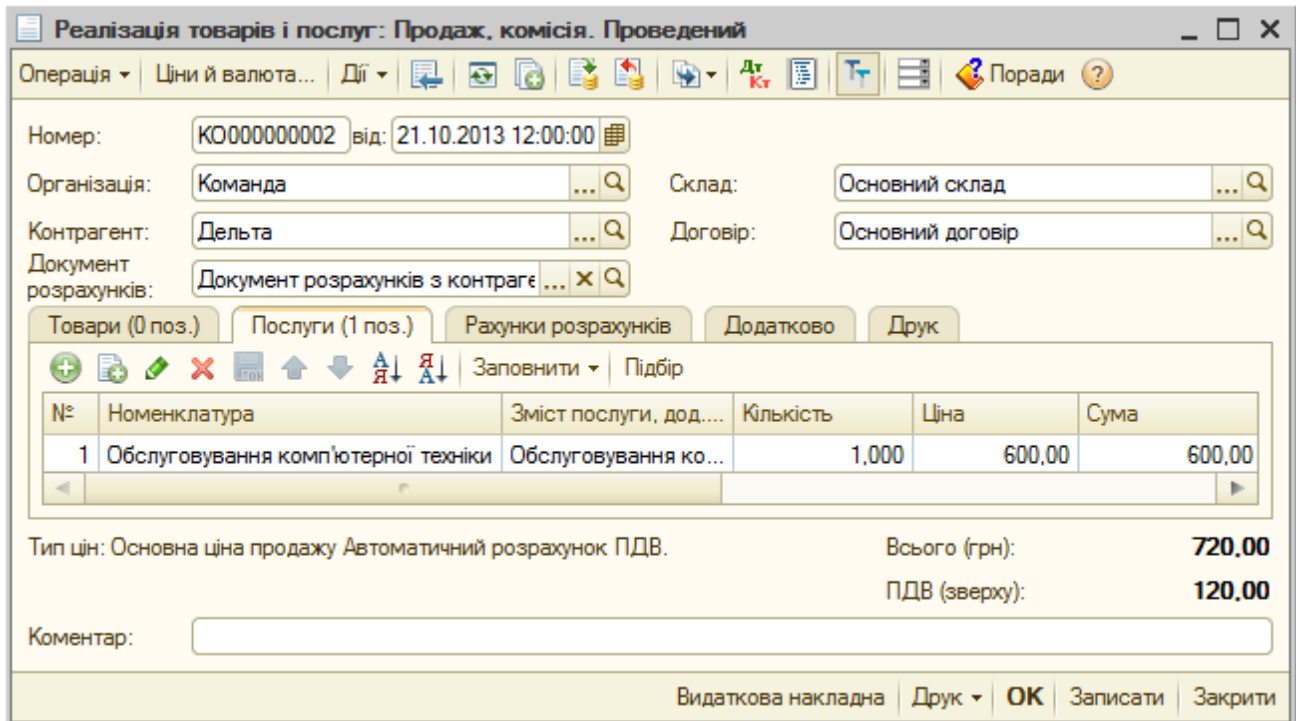 Реалізація товарів і послуг: Продаж, комісія. Проведений
Операція Ціни й валюта... Дії Дт Кт Поради
Номер: КО000000002 від: 21.10.2013 12:00:00
Організація: Команда ... Склад: Основний склад ...
Контрагент: Дельта ... Договір: Основний договір ...
Документ
розрахунків: Документ розрахунків з контраге ...
Товари (0 поз.) Послуги (1 поз.) Рахунки розрахунків Додатково Друк
Заповнити Підбір
№ Номенклатура Зміст послуги, дод.... Кількість Ціна Сума
1 Обслуговування комп'ютерної техніки Обслуговування ко... 1,000 600,00 600,00
Тип цін: Основна ціна продажу Автоматичний розрахунок ПДВ. Всього (грн): 720,00
ПДВ (зверху): 120,00
Коментар:
Видаткова накладна Друк OK Записати Закрити